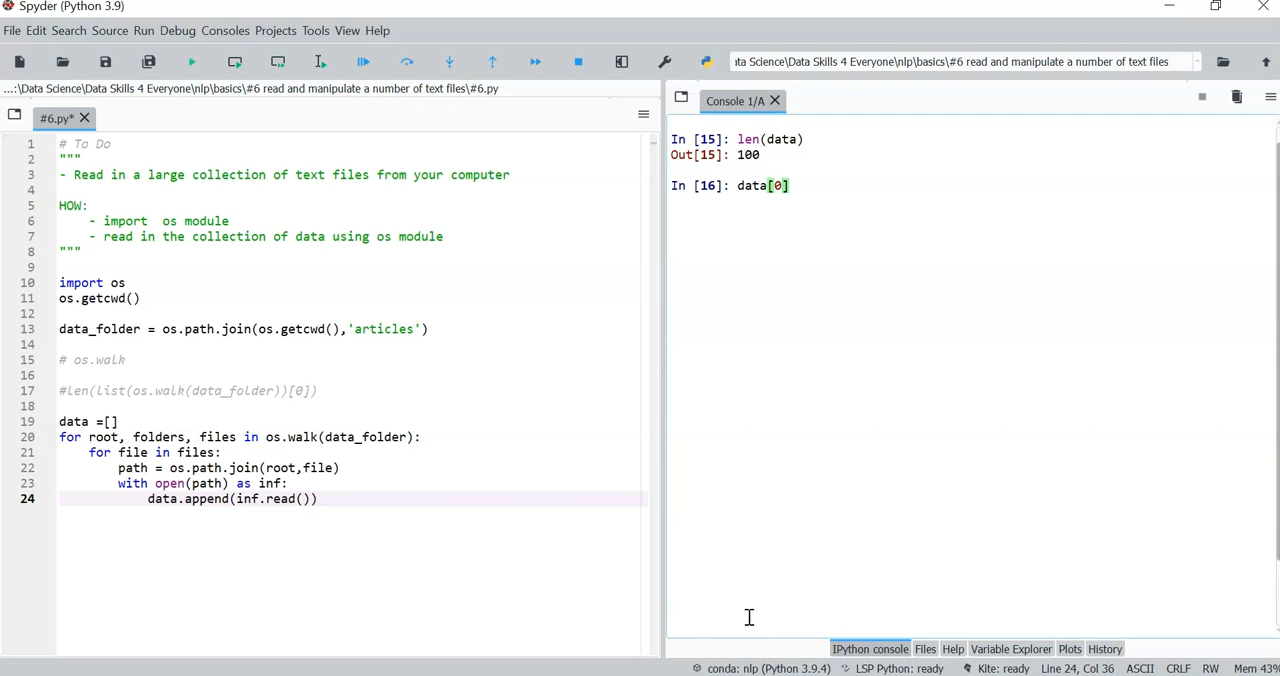 Spyder (Python 3.9)
File Edit Search Source Run Debug Consoles Projects Tools View Help
ıta Science\Data Skills 4 Everyone\nlp\basics\#6 read and manipulate a number of text files
...:\Data Science\Data Skills 4 Everyone\nlp\basics\#6 read and manipulate a number of text files\#6.py
#6.py*
1 # To Do
2 """
3 - Read in a large collection of text files from your computer
4
5 HOW:
6 - import  os module
7 - read in the collection of data using os module
8 """
9
10 import os
11 os.getcwd()
12
13 data_folder = os.path.join(os.getcwd(),'articles')
14
15 # os.walk
16
17 #len(list(os.walk(data_folder))[0])
18
19 data =[]
20 for root, folders, files in os.walk(data_folder):
21 for file in files:
22 path = os.path.join(root,file)
23 with open(path) as inf:
24 data.append(inf.read())
Console 1/A
In [15]: len(data)
Out[15]: 100
In [16]: data[0]
IPython console Files Help Variable Explorer Plots History
conda: nlp (Python 3.9.4) LSP Python: ready Kite: ready Line 24, Col 36 ASCII CRLF RW Mem 43%